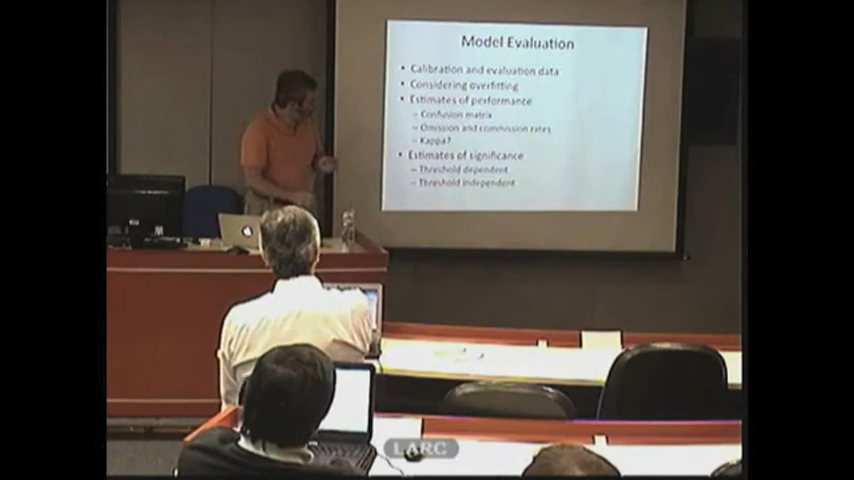 Model Evaluation
• Calibration and evaluation data
• Considering overfitting
• Estimates of performance
– Confusion matrix
– Omission and commission rates
– Kappa?
• Estimates of significance
– Threshold dependent
– Threshold independent
LARC